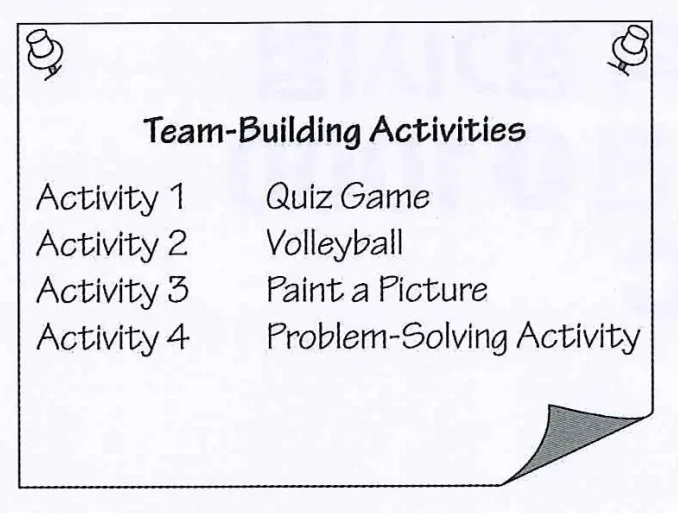 Team-Building Activities
Activity 1 Quiz Game
Activity 2 Volleyball
Activity 3 Paint a Picture
Activity 4 Problem-Solving Activity